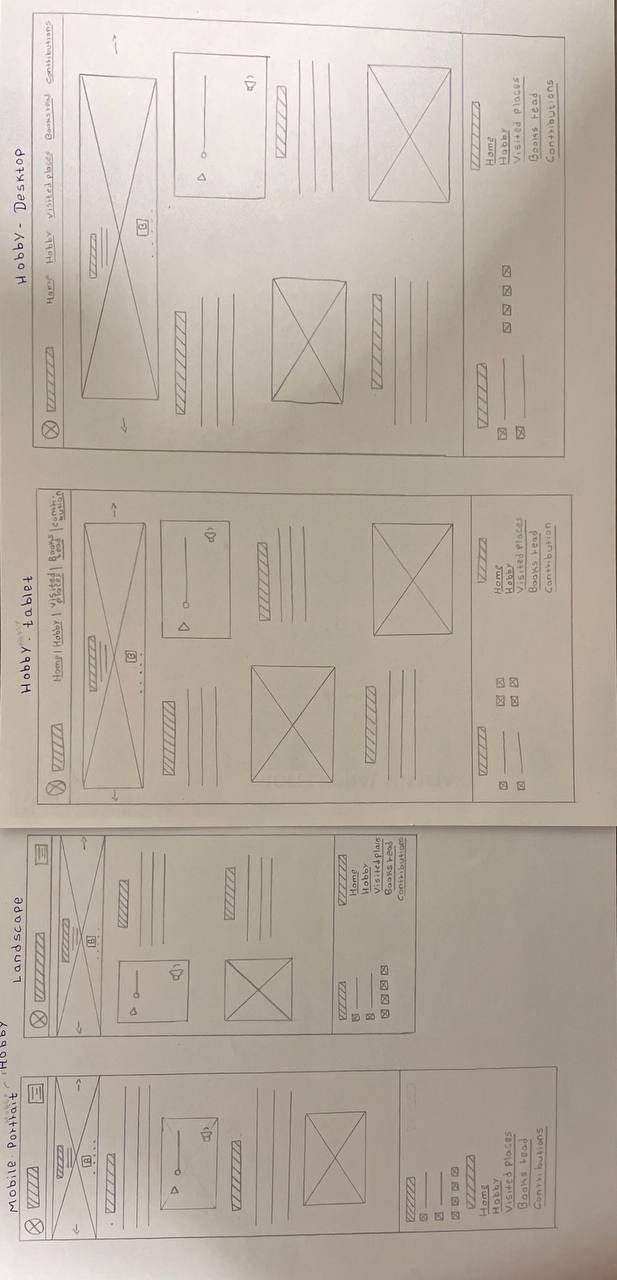 Hobby - Desktop
Home Hobby Visited places Books read Contributions
B
Home
Hobby
Visited places
Books read
Contributions
Hobby - tablet
Home | Hobby | Visited places | Books read | Contri-bution
B
Home
Hobby
Visited Places
Books read
Contribution
Landscape
B
Home
Hobby
Visited plais
Books read
Contributions
Mobile Portrait - Hobby
B
Home
Hobby
Visited Places
Books read
Contributions